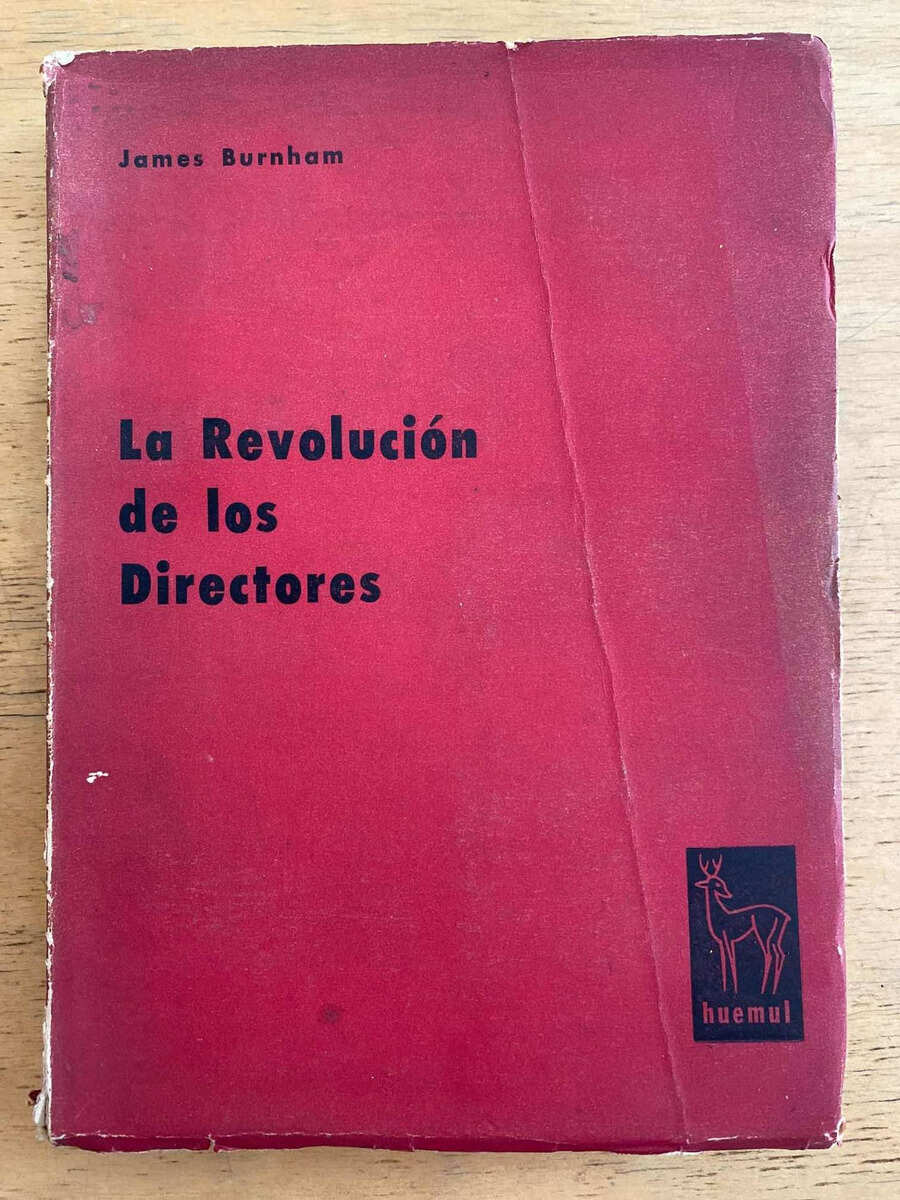 James Burnham
La Revolución
de los
Directores
huemul